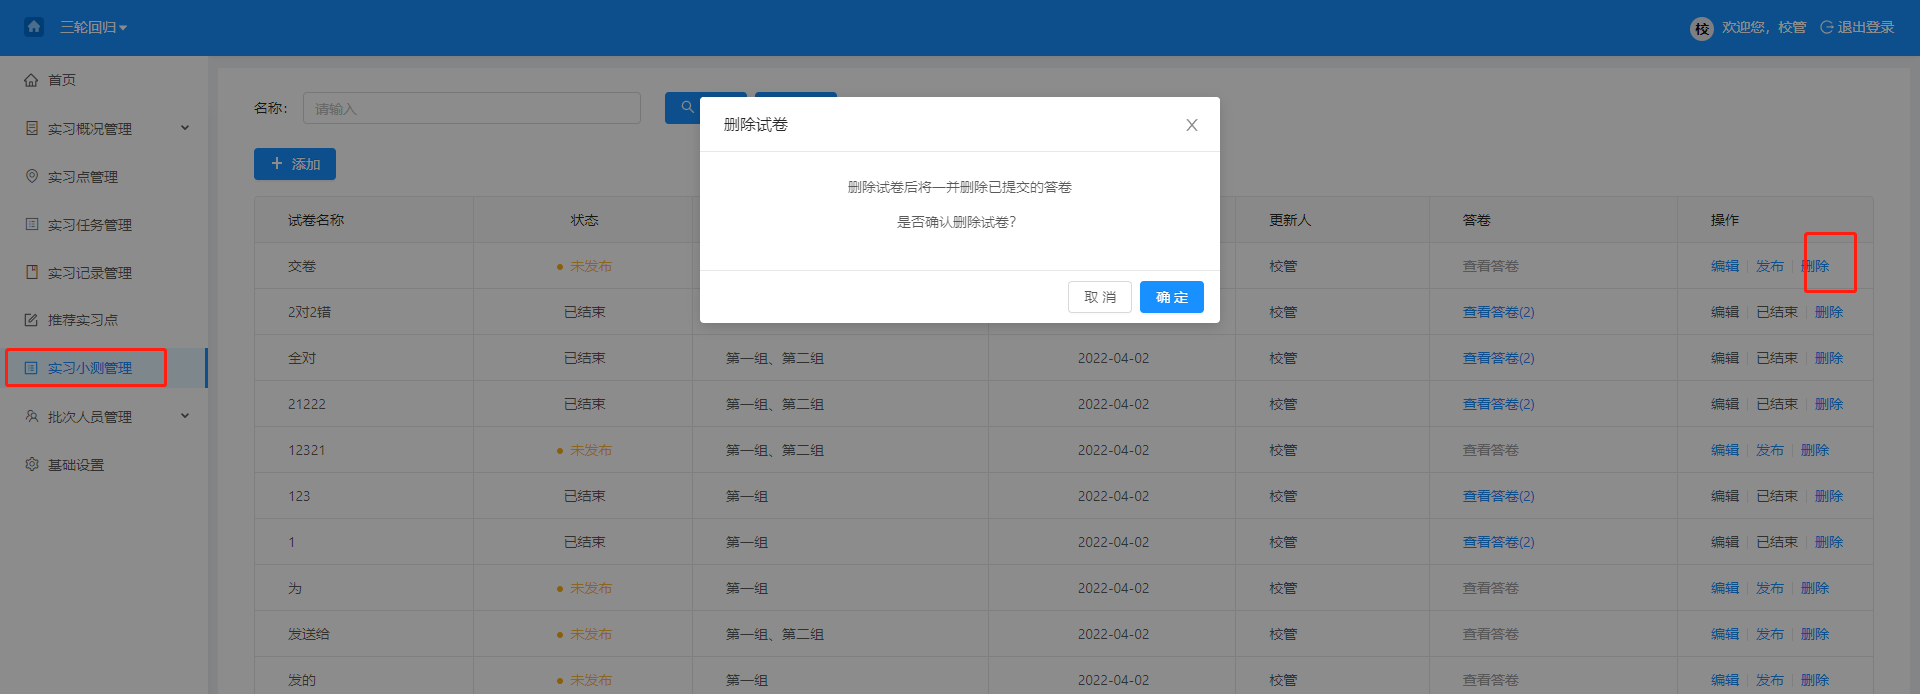 三轮回归
校 欢迎您，校管 退出登录
首页
实习概况管理
实习点管理
实习任务管理
实习记录管理
推荐实习点
实习小测管理
批次人员管理
基础设置
名称： 请输入
添加
删除试卷
删除试卷后将一并删除已提交的答卷
是否确认删除试卷？
取 消 确 定
试卷名称 状态 更新人 答卷 操作
交卷 未发布 校管 查看答卷 编辑 发布 删除
2对2错 已结束 校管 查看答卷(2) 编辑 已结束 删除
全对 已结束 第一组、第二组 2022-04-02 校管 查看答卷(2) 编辑 已结束 删除
21222 已结束 第一组、第二组 2022-04-02 校管 查看答卷(2) 编辑 已结束 删除
12321 未发布 第一组、第二组 2022-04-02 校管 查看答卷 编辑 发布 删除
123 已结束 第一组 2022-04-02 校管 查看答卷(2) 编辑 已结束 删除
1 已结束 第一组 2022-04-02 校管 查看答卷(2) 编辑 已结束 删除
为 未发布 第一组 2022-04-02 校管 查看答卷 编辑 发布 删除
发送给 未发布 第一组、第二组 2022-04-02 校管 查看答卷 编辑 发布 删除
发的 未发布 第一组 2022-04-02 校管 查看答卷 编辑 发布 删除